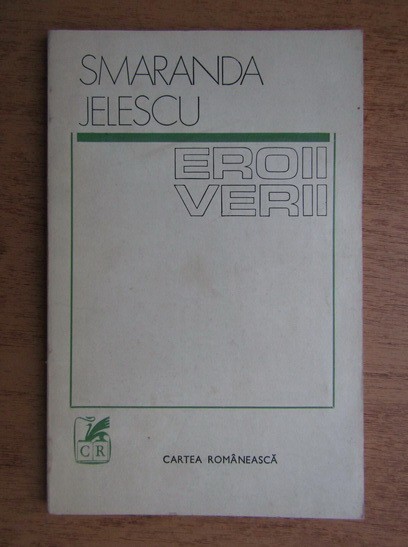 SMARANDA
JELESCU
EROII
VERII
CR
CARTEA ROMÂNEASCĂ